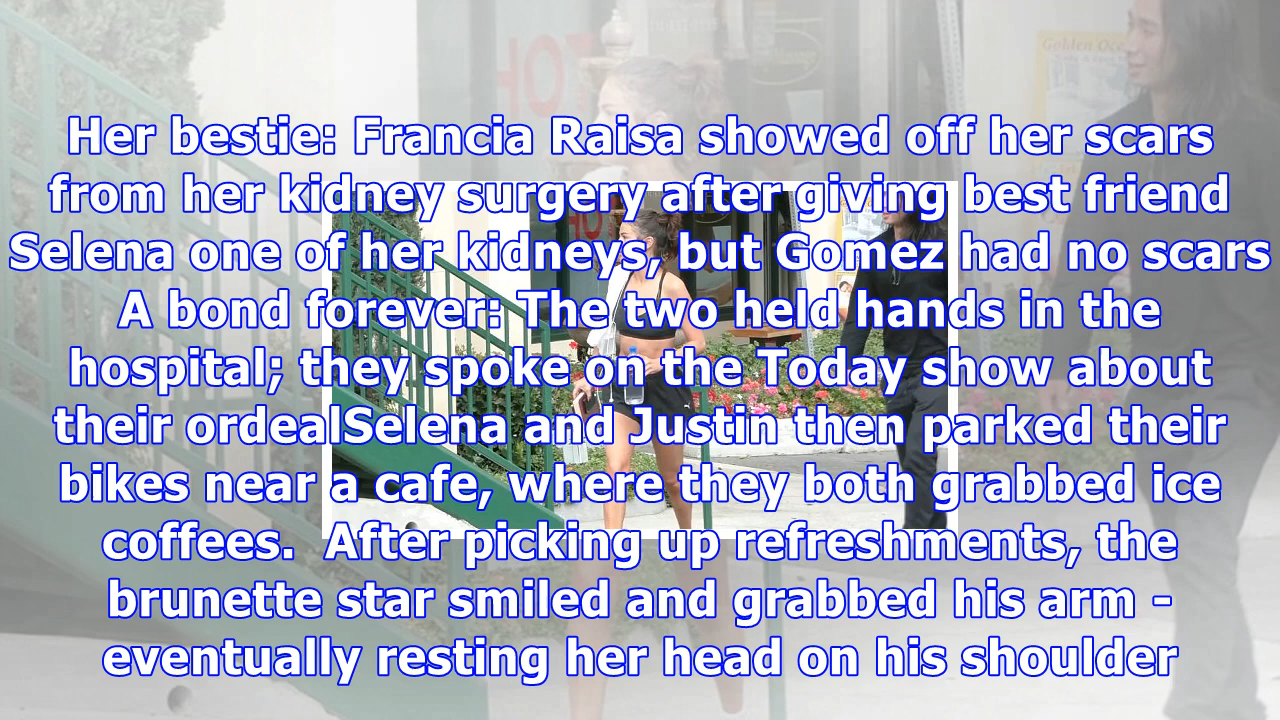 Her bestie: Francia Raisa showed off her scars
from her kidney surgery after giving best friend
Selena one of her kidneys, but Gomez had no scars
A bond forever: The two held hands in the
hospital; they spoke on the Today show about
their ordealSelena and Justin then parked their
bikes near a cafe, where they both grabbed ice
coffees.  After picking up refreshments, the
brunette star smiled and grabbed his arm -
eventually resting her head on his shoulder